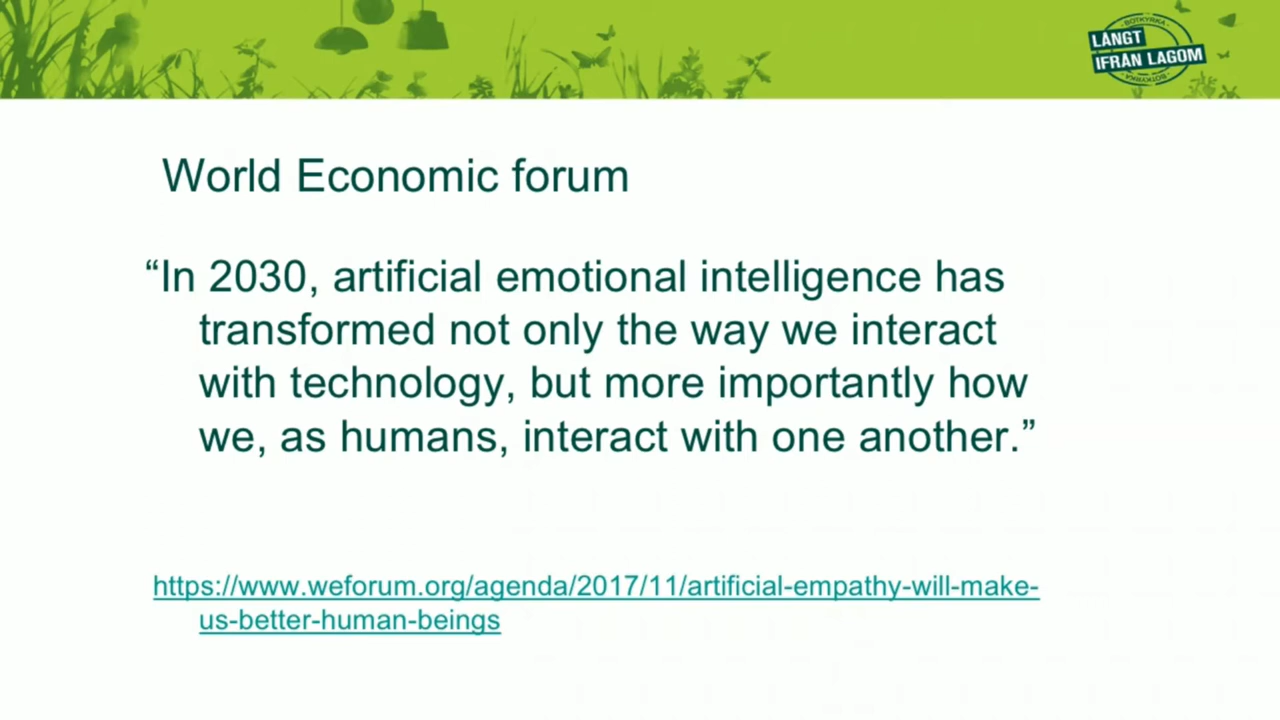 BOTKYRKA
LÅNGT
IFRÅN LAGOM
BOTKYRKA
World Economic forum
“In 2030, artificial emotional intelligence has
transformed not only the way we interact
with technology, but more importantly how
we, as humans, interact with one another.”
https://www.weforum.org/agenda/2017/11/artificial-empathy-will-make-
us-better-human-beings